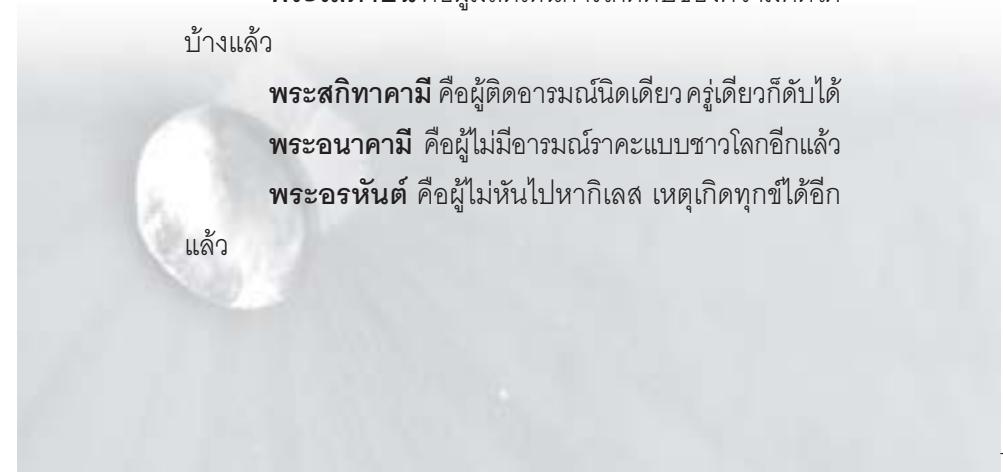 บ้างแล้ว
พระสกิทาคามี คือผู้ติดอารมณ์นิดเดียว ครู่เดียวก็ดับได้
พระอนาคามี คือผู้ไม่มีอารมณ์ราคะแบบชาวโลกอีกแล้ว
พระอรหันต์ คือผู้ไม่หันไปหากิเลส เหตุเกิดทุกข์ได้อีก
แล้ว